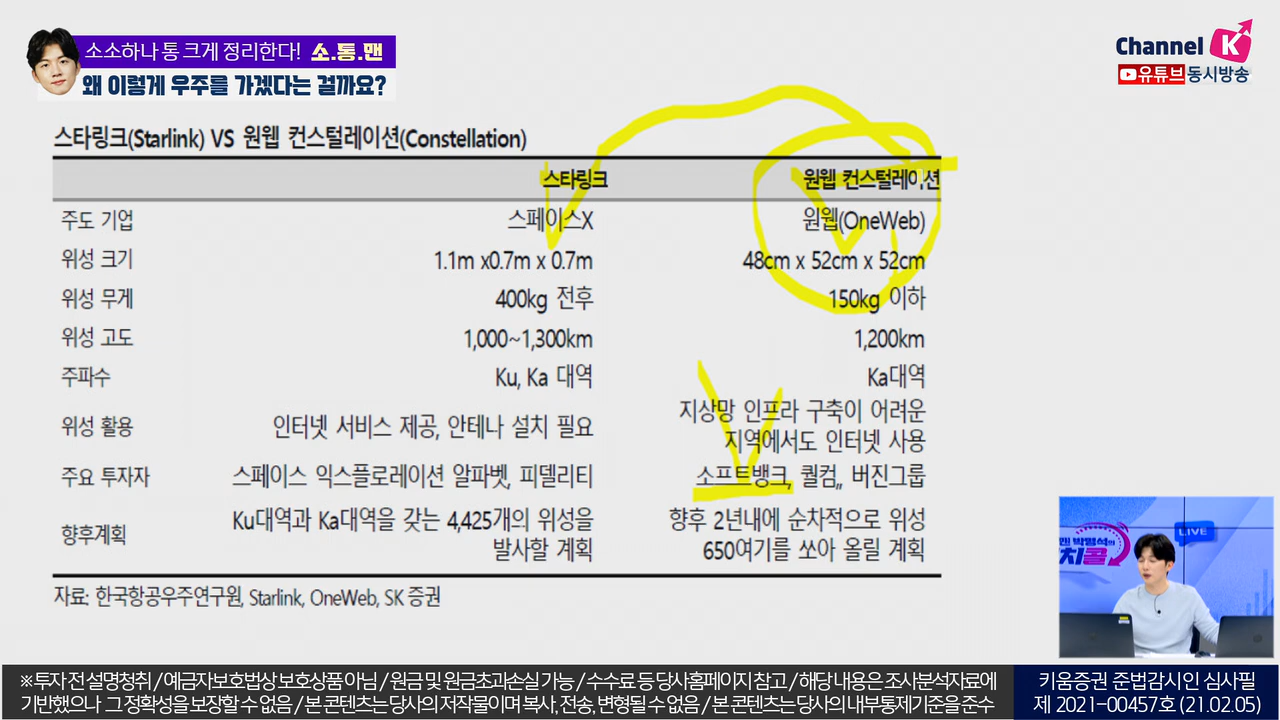 소소하나 통 크게 정리한다! 소.통.맨
왜 이렇게 우주를 가겠다는 걸까요?
Channel K
유튜브동시방송
스타링크(Starlink) VS 원웹 컨스털레이션(Constellation)
스타링크 원웹 컨스털레이션
주도 기업 스페이스X 원웹(OneWeb)
위성 크기 1.1m x0.7m x 0.7m 48cm x 52cm x 52cm
위성 무게 400kg 전후 150kg 이하
위성 고도 1,000~1,300km 1,200km
주파수 Ku, Ka 대역 Ka대역
위성 활용 인터넷 서비스 제공, 안테나 설치 필요 지상망 인프라 구축이 어려운
지역에서도 인터넷 사용
주요 투자자 스페이스 익스플로레이션 알파벳, 피델리티 소프트뱅크, 퀄컴,, 버진그룹
향후계획 Ku대역과 Ka대역을 갖는 4,425개의 위성을 향후 2년내에 순차적으로 위성
발사할 계획 650여기를 쏘아 올릴 계획
자료: 한국항공우주연구원, Starlink, OneWeb, SK 증권
LIVE
※ 투자 전 설명청취 / 예금자보호법상 보호상품 아님 / 원금 및 원금초과손실 가능 / 수수료 등 당사홈페이지 참고 / 해당 내용은 조사분석자료에
기반했으나 그 정확성을 보장할 수 없음 / 본 콘텐츠는 당사의 저작물이며 복사, 전송, 변형될 수 없음 / 본 콘텐츠는 당사의 내부통제기준을 준수
키움증권 준법감시인 심사필
제 2021-00457호 (21.02.05)